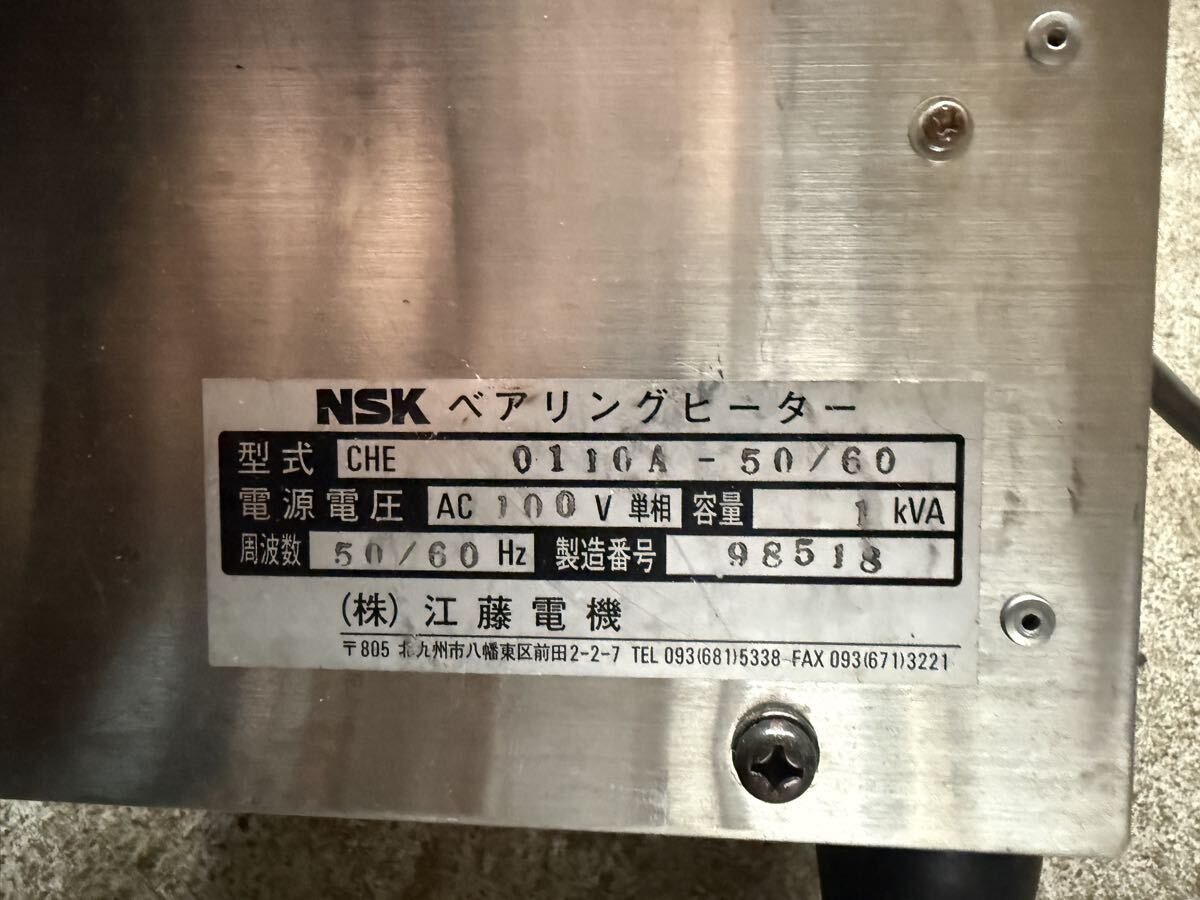 NSK ベアリングヒーター
型式 CHE 0110A - 50/60
電源電圧 AC 100 V 単相 容量 1 kVA
周波数 50/60 Hz 製造番号 98518
(株) 江藤電機
〒805 北九州市八幡東区前田2-2-7 TEL 093(681)5338 FAX 093(671)3221